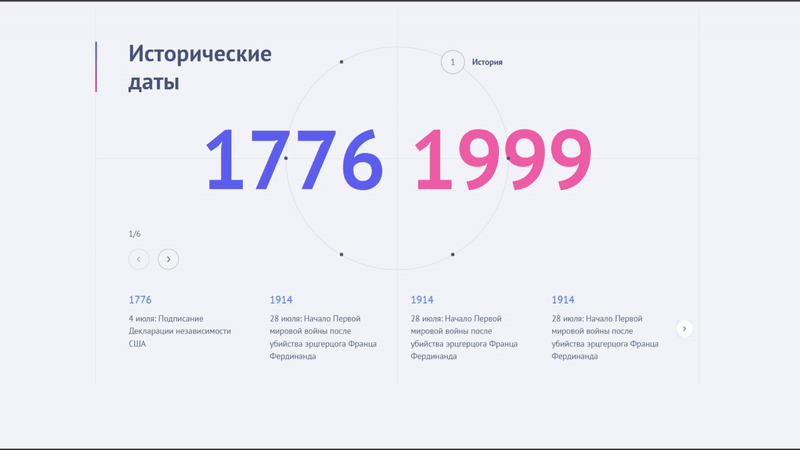 Исторические
даты
1
История
1776 1999
1/6
1776
4 июля: Подписание
Декларации независимости
США
1914
28 июля: Начало Первой
мировой войны после
убийства эрцгерцога Франца
Фердинанда
1914
28 июля: Начало Первой
мировой войны после
убийства эрцгерцога Франца
Фердинанда
1914
28 июля: Начало Первой
мировой войны после
убийства эрцгерцога Франца
Фердинанда